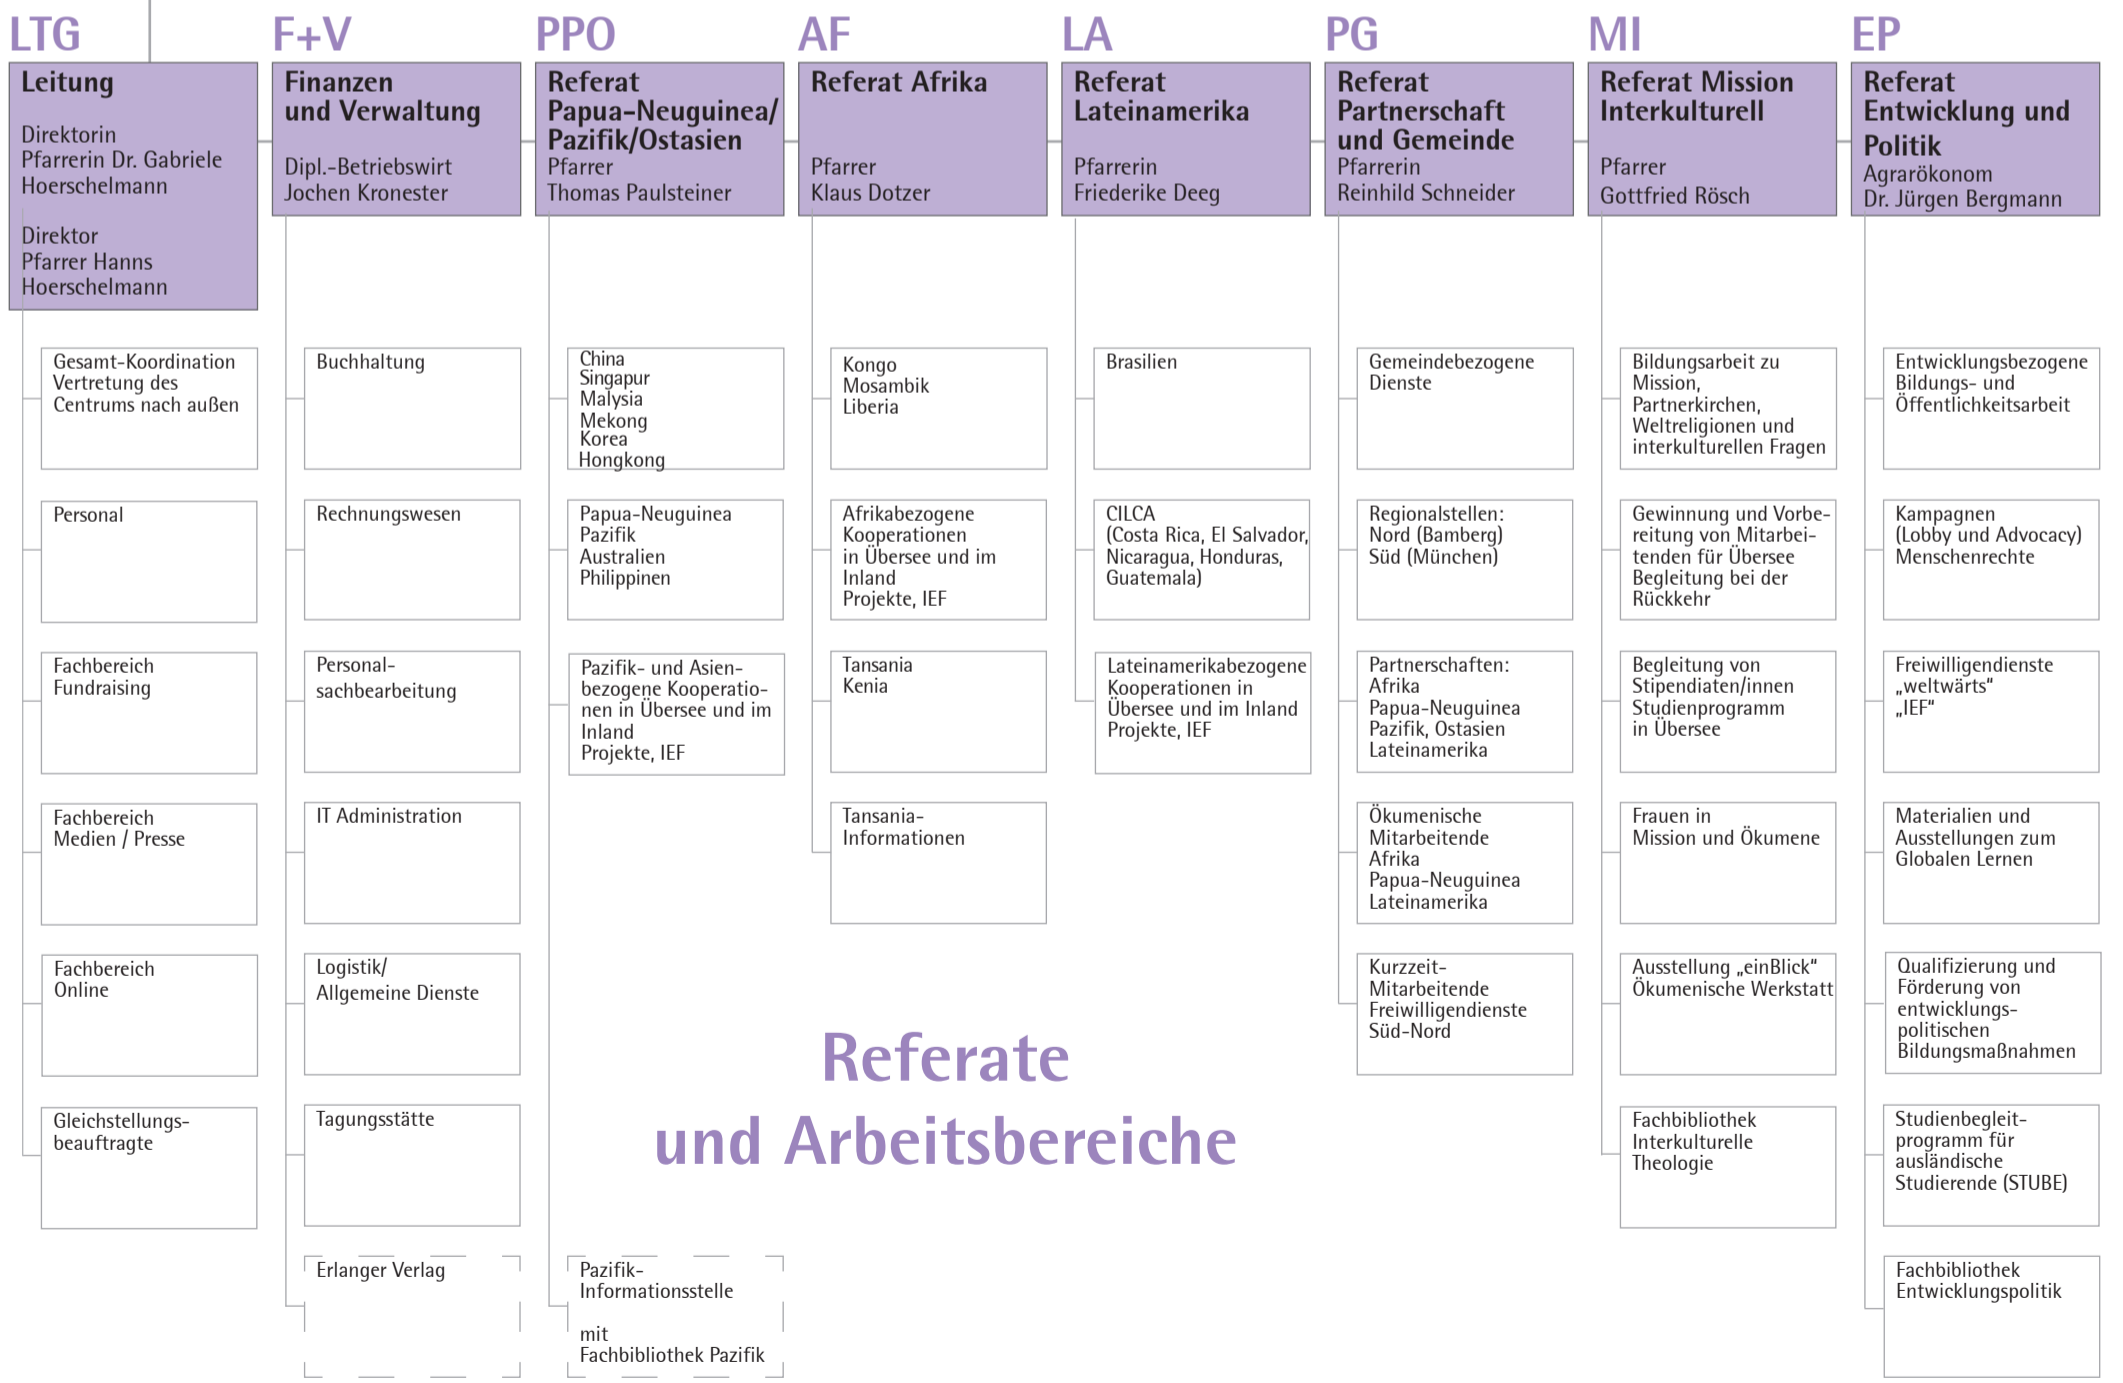 LTG
Leitung
Direktorin
Pfarrerin Dr. Gabriele
Hoerschelmann
Direktor
Pfarrer Hanns
Hoerschelmann
Gesamt-Koordination
Vertretung des
Centrums nach außen
Personal
Fachbereich
Fundraising
Fachbereich
Medien / Presse
Fachbereich
Online
Gleichstellungs-
beauftragte
F+V
Finanzen
und Verwaltung
Dipl.-Betriebswirt
Jochen Kronester
Buchhaltung
Rechnungswesen
Personal-
sachbearbeitung
IT Administration
Logistik/
Allgemeine Dienste
Tagungsstätte
Erlanger Verlag
PPO
Referat
Papua-Neuguinea/
Pazifik/Ostasien
Pfarrer
Thomas Paulsteiner
China
Singapur
Malysia
Mekong
Korea
Hongkong
Papua-Neuguinea
Pazifik
Australien
Philippinen
Pazifik- und Asien-
bezogene Kooperatio-
nen in Übersee und im
Inland
Projekte, IEF
Pazifik-
Informationsstelle
mit
Fachbibliothek Pazifik
AF
Referat Afrika
Pfarrer
Klaus Dotzer
Kongo
Mosambik
Liberia
Afrikabezogene
Kooperationen
in Übersee und im
Inland
Projekte, IEF
Tansania
Kenia
Tansania-
Informationen
LA
Referat
Lateinamerika
Pfarrerin
Friederike Deeg
Brasilien
CILCA
(Costa Rica, El Salvador,
Nicaragua, Honduras,
Guatemala)
Lateinamerikabezogene
Kooperationen in
Übersee und im Inland
Projekte, IEF
PG
Referat
Partnerschaft
und Gemeinde
Pfarrerin
Reinhild Schneider
Gemeindebezogene
Dienste
Regionalstellen:
Nord (Bamberg)
Süd (München)
Partnerschaften:
Afrika
Papua-Neuguinea
Pazifik, Ostasien
Lateinamerika
Ökumenische
Mitarbeitende
Afrika
Papua-Neuguinea
Lateinamerika
Kurzzeit-
Mitarbeitende
Freiwilligendienste
Süd-Nord
MI
Referat Mission
Interkulturell
Pfarrer
Gottfried Rösch
Bildungsarbeit zu
Mission,
Partnerkirchen,
Weltreligionen und
interkulturellen Fragen
Gewinnung und Vorbe-
reitung von Mitarbei-
tenden für Übersee
Begleitung bei der
Rückkehr
Begleitung von
Stipendiaten/innen
Studienprogramm
in Übersee
Frauen in
Mission und Ökumene
Ausstellung „einBlick“
Ökumenische Werkstatt
Fachbibliothek
Interkulturelle
Theologie
EP
Referat
Entwicklung und
Politik
Agrarökonom
Dr. Jürgen Bergmann
Entwicklungsbezogene
Bildungs- und
Öffentlichkeitsarbeit
Kampagnen
(Lobby und Advocacy)
Menschenrechte
Freiwilligendienste
„weltwärts“
„IEF“
Materialien und
Ausstellungen zum
Globalen Lernen
Qualifizierung und
Förderung von
entwicklungs-
politischen
Bildungsmaßnahmen
Studienbegleit-
programm für
ausländische
Studierende (STUBE)
Fachbibliothek
Entwicklungspolitik
Referate
und Arbeitsbereiche